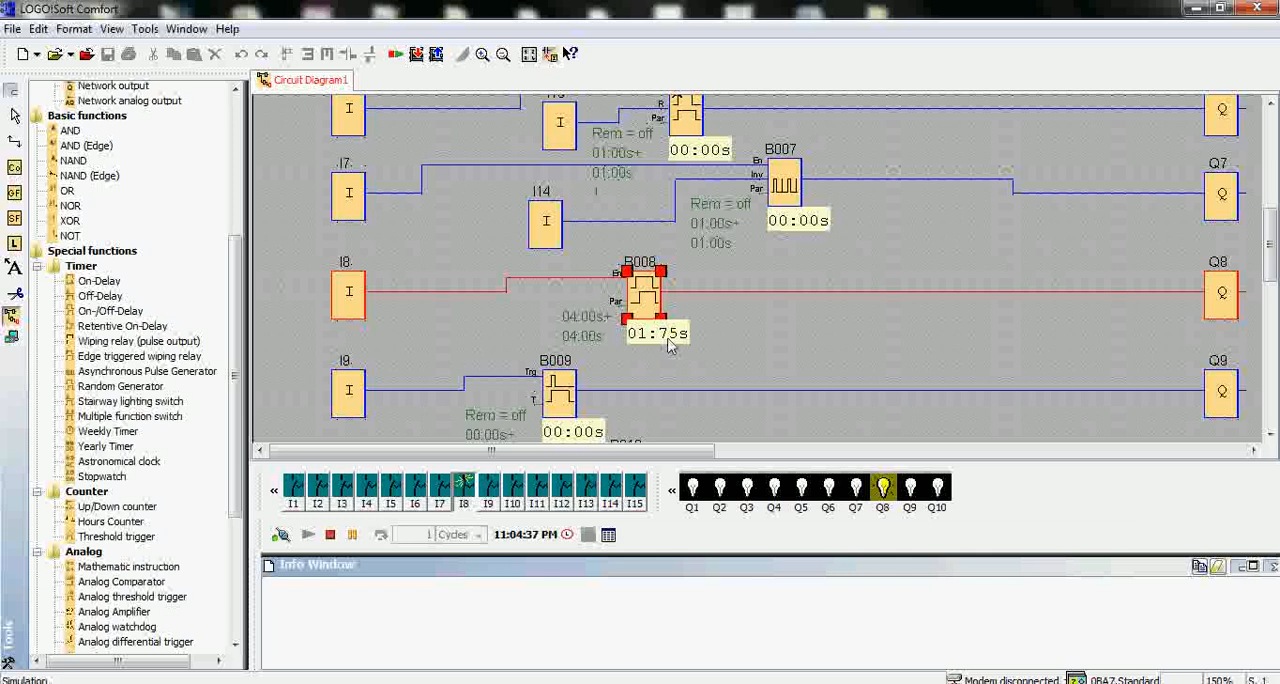 LOGO!Soft Comfort
File Edit Format View Tools Window Help
Circuit Diagram1
Network output
Network analog output
Basic functions
AND
AND (Edge)
NAND
NAND (Edge)
OR
NOR
XOR
NOT
Special functions
Timer
On-Delay
Off-Delay
On-/Off-Delay
Retentive On-Delay
Wiping relay (pulse output)
Edge triggered wiping relay
Asynchronous Pulse Generator
Random Generator
Stairway lighting switch
Multiple function switch
Weekly Timer
Yearly Timer
Astronomical clock
Stopwatch
Counter
Up/Down counter
Hours Counter
Threshold trigger
Analog
Mathematic instruction
Analog Comparator
Analog threshold trigger
Analog Amplifier
Analog watchdog
Analog differential trigger
Tools
I I R Par Q
Rem = off
01:00s+
01:00s
00:00s
I7 I
I14 I
B007
En
Inv
Par
Rem = off
01:00s+
01:00s
00:00s
Q7 Q
I8 I
B008
En
Par
04:00s+
04:00s
01:75s
Q8 Q
I9 I
B009
Trg
T
Rem = off
00:00s+
00:00s
Q9 Q
I1 I2 I3 I4 I5 I6 I7 I8 I9 I10 I11 I12 I13 I14 I15
Q1 Q2 Q3 Q4 Q5 Q6 Q7 Q8 Q9 Q10
1 Cycles 11:04:37 PM
Info Window
Simulation
Modem disconnected 0BA7.Standard 150% S. 1